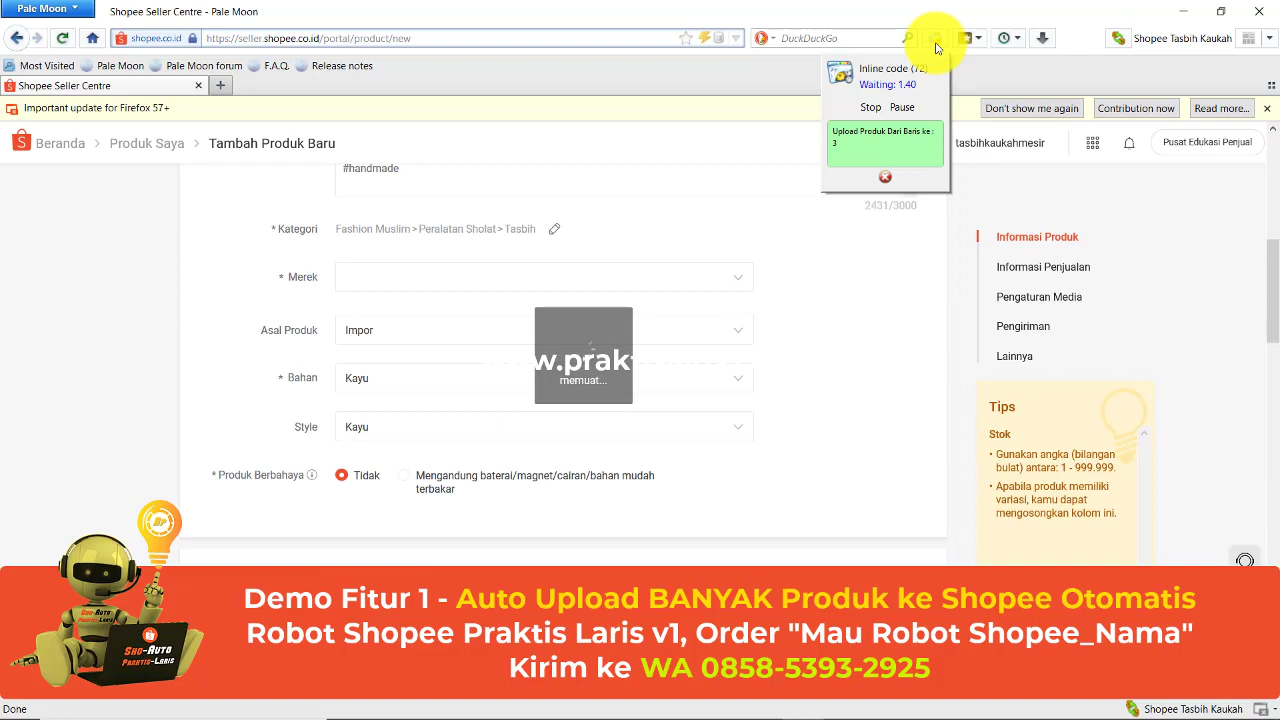 Pale Moon
Shopee Seller Centre - Pale Moon
shopee.co.id
https://seller.shopee.co.id/portal/product/new
DuckDuckGo
Shopee Tasbih Kaukah
Most Visited
Pale Moon
Pale Moon forum
F.A.Q.
Release notes
Shopee Seller Centre
Important update for Firefox 57+
Don't show me again
Contribution now
Read more...
Inline code (72)
Waiting: 1.40
Stop
Pause
Upload Produk Dari Baris ke :
3
Beranda > Produk Saya > Tambah Produk Baru
tasbihkaukahmesir
Pusat Edukasi Penjual
#handmade
2431/3000
* Kategori
Fashion Muslim > Peralatan Sholat > Tasbih
* Merek
Asal Produk
Impor
* Bahan
Kayu
Style
Kayu
* Produk Berbahaya
Tidak
Mengandung baterai/magnet/cairan/bahan mudah
terbakar
memuat...
Informasi Produk
Informasi Penjualan
Pengaturan Media
Pengiriman
Lainnya
Tips
Stok
• Gunakan angka (bilangan
bulat) antara: 1 - 999.999.
• Apabila produk memiliki
variasi, kamu dapat
mengosongkan kolom ini.
Demo Fitur 1 - Auto Upload BANYAK Produk ke Shopee Otomatis
Robot Shopee Praktis Laris v1, Order "Mau Robot Shopee_Nama"
Kirim ke WA 0858-5393-2925
SHO-AUTO
PRAKTIS-LARIS
Done
Shopee Tasbih Kaukah